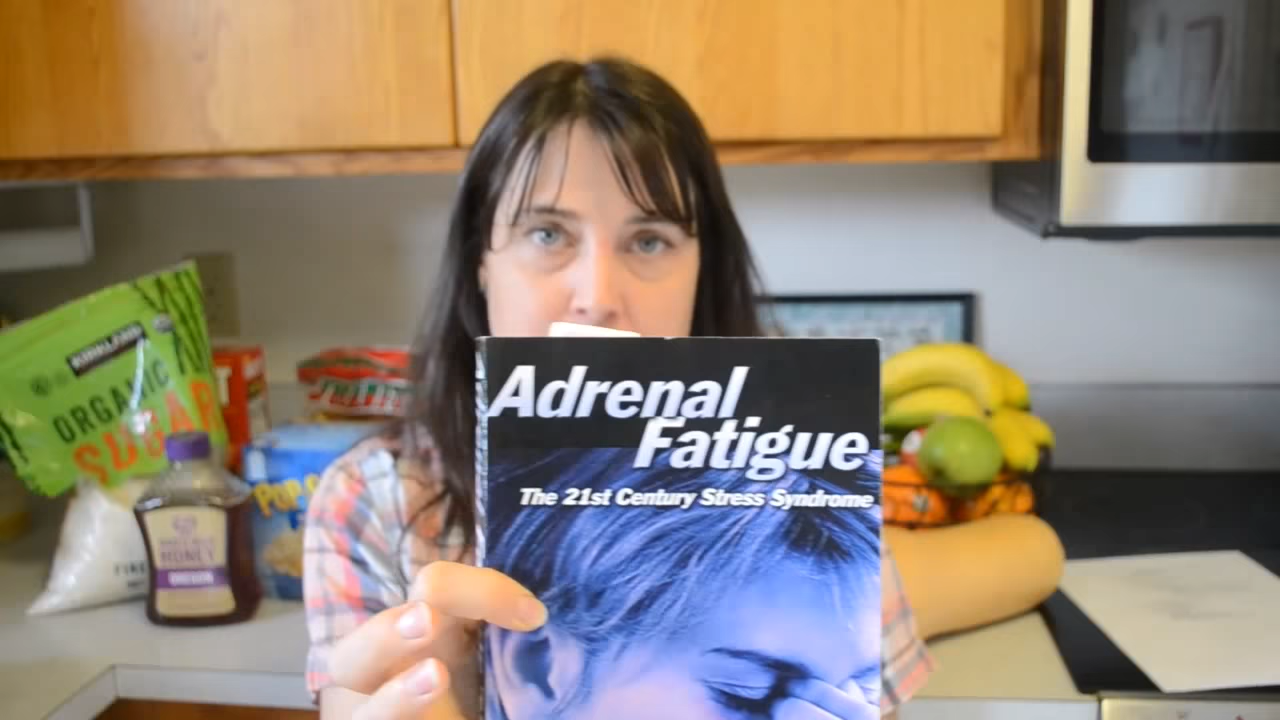 Adrenal
Fatigue
The 21st Century Stress Syndrome
KIRKLAND
ORGANIC
SUGAR
HONEY